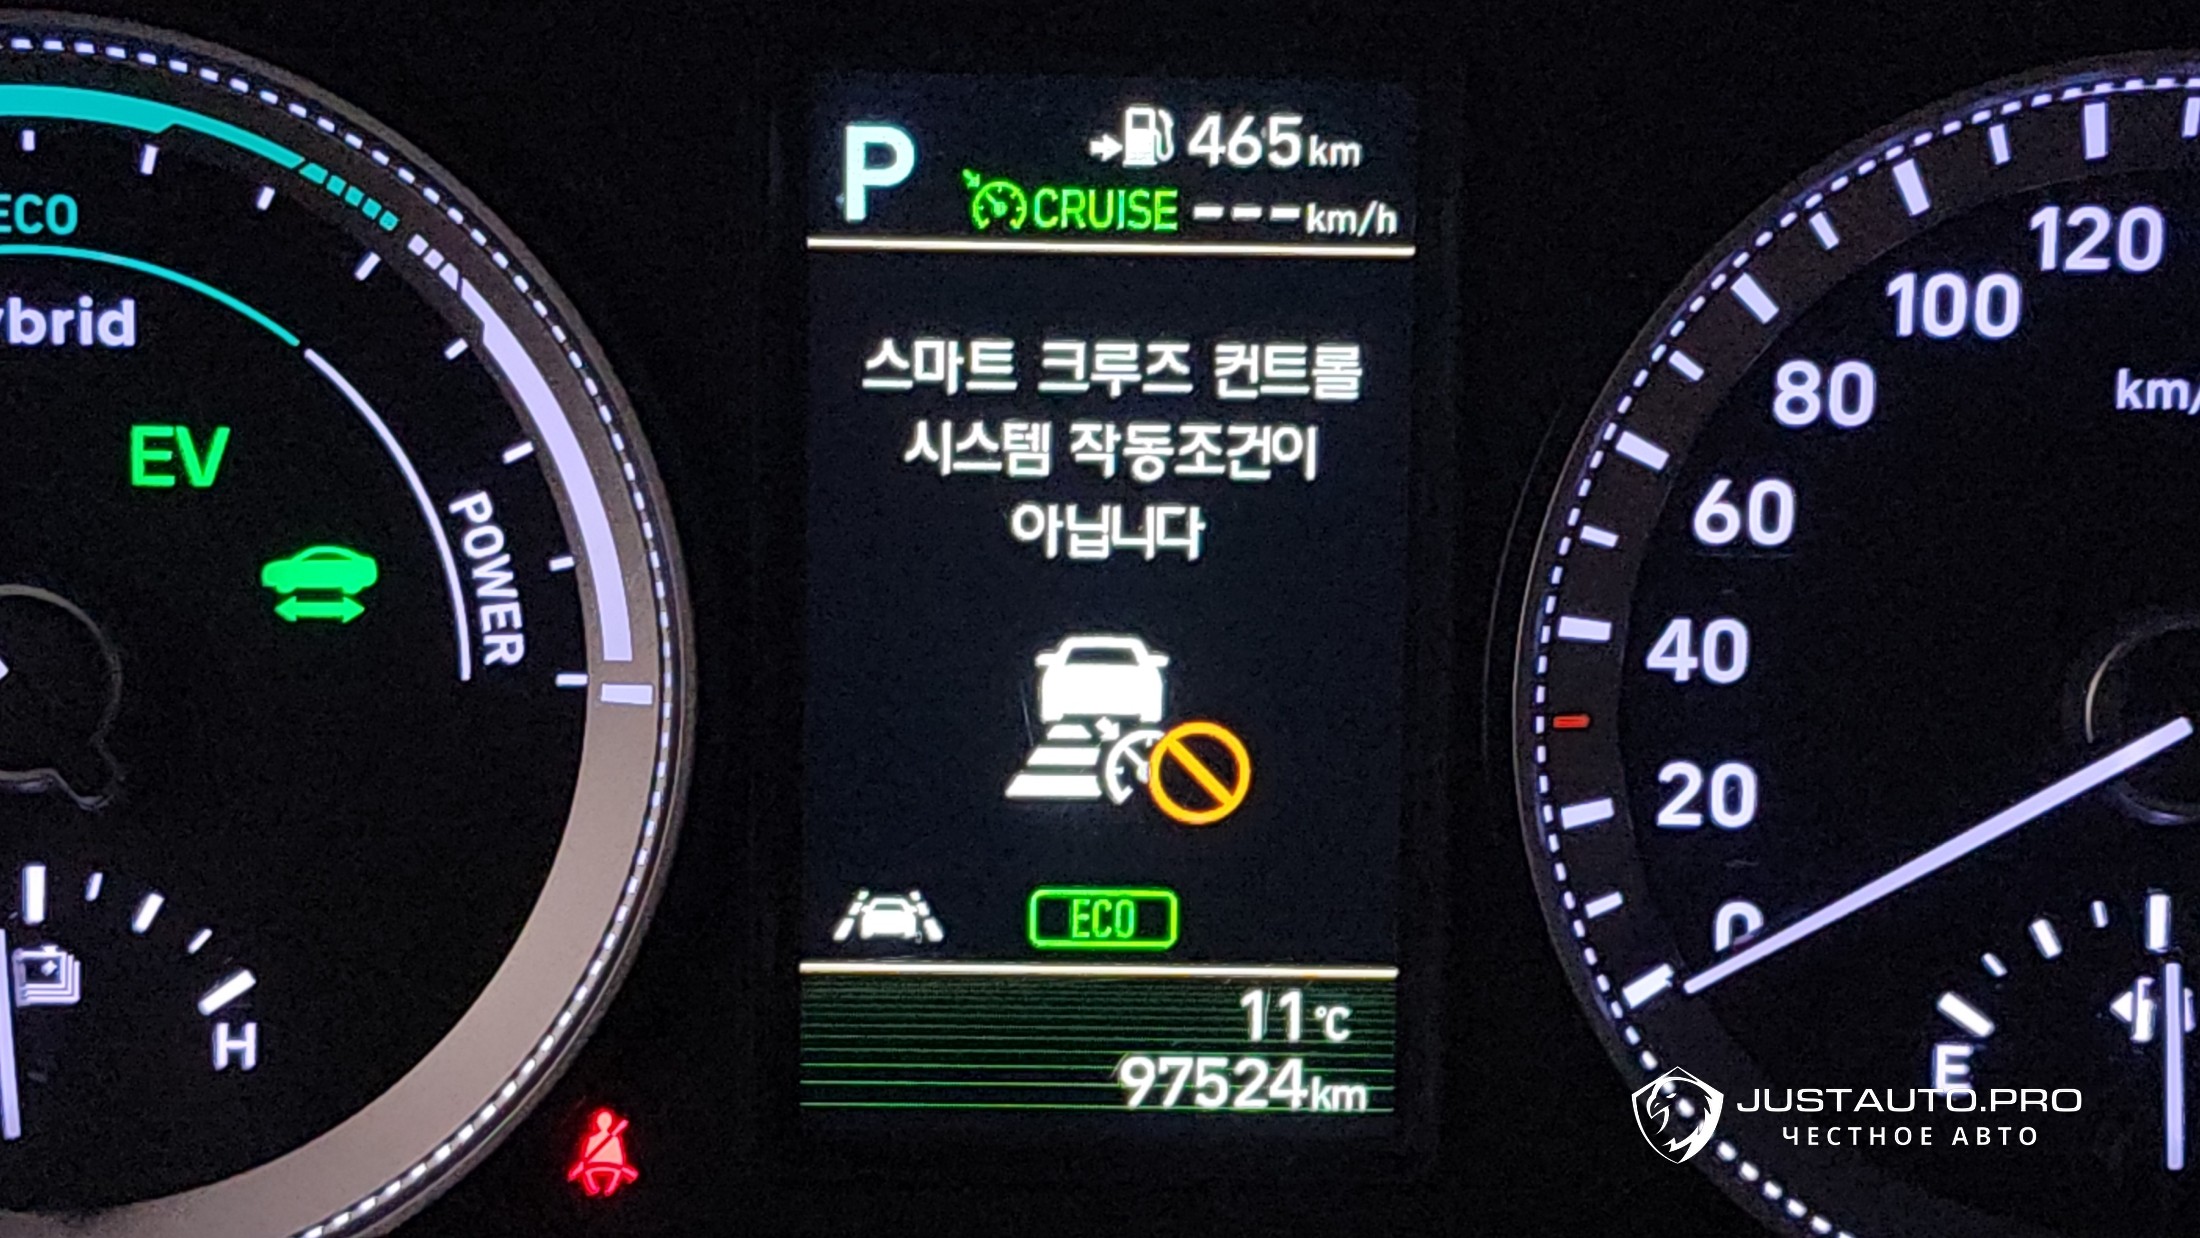 P
465km
CRUISE ---km/h
스마트 크루즈 컨트롤
시스템 작동조건이
아닙니다
ECO
11℃
97524km
ECO
EV
POWER
H
120
100
80
60
40
20
0
E
JUSTAUTO.PRO
ЧЕСТНОЕ АВТО